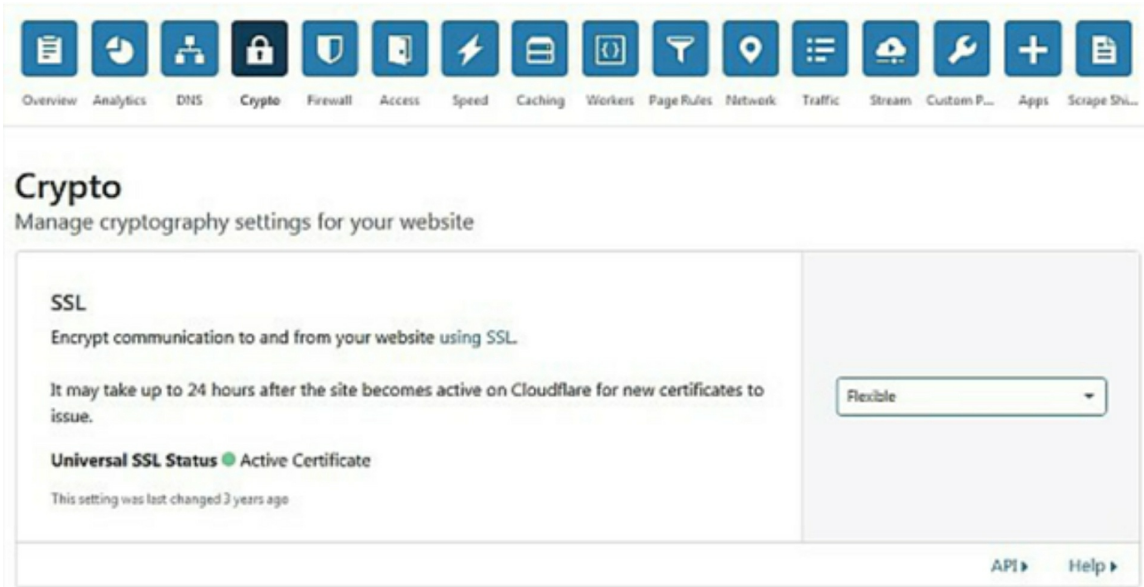 Overview Analytics DNS Crypto Firewall Access Speed Caching Workers Page Rules Network Traffic Stream Custom P... Apps Scrape Shi...
Crypto
Manage cryptography settings for your website
SSL
Encrypt communication to and from your website using SSL.
It may take up to 24 hours after the site becomes active on Cloudflare for new certificates to
issue.
Flexible
Universal SSL Status Active Certificate
This setting was last changed 3 years ago
API Help